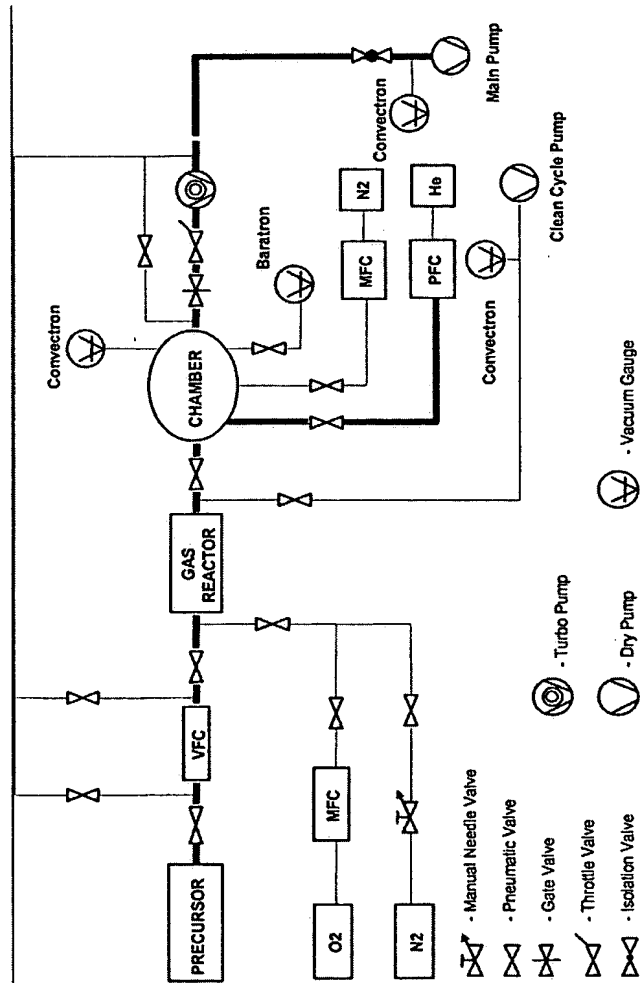 Convectron
Main Pump
Convectron
Baratron
N2
He
MFC
PFC
Clean Cycle Pump
Convectron
CHAMBER
GAS
REACTOR
VFC
PRECURSOR
MFC
O2
N2
- Manual Needle Valve
- Pneumatic Valve
- Gate Valve
- Throttle Valve
- Isolation Valve
- Turbo Pump
- Dry Pump
- Vacuum Gauge